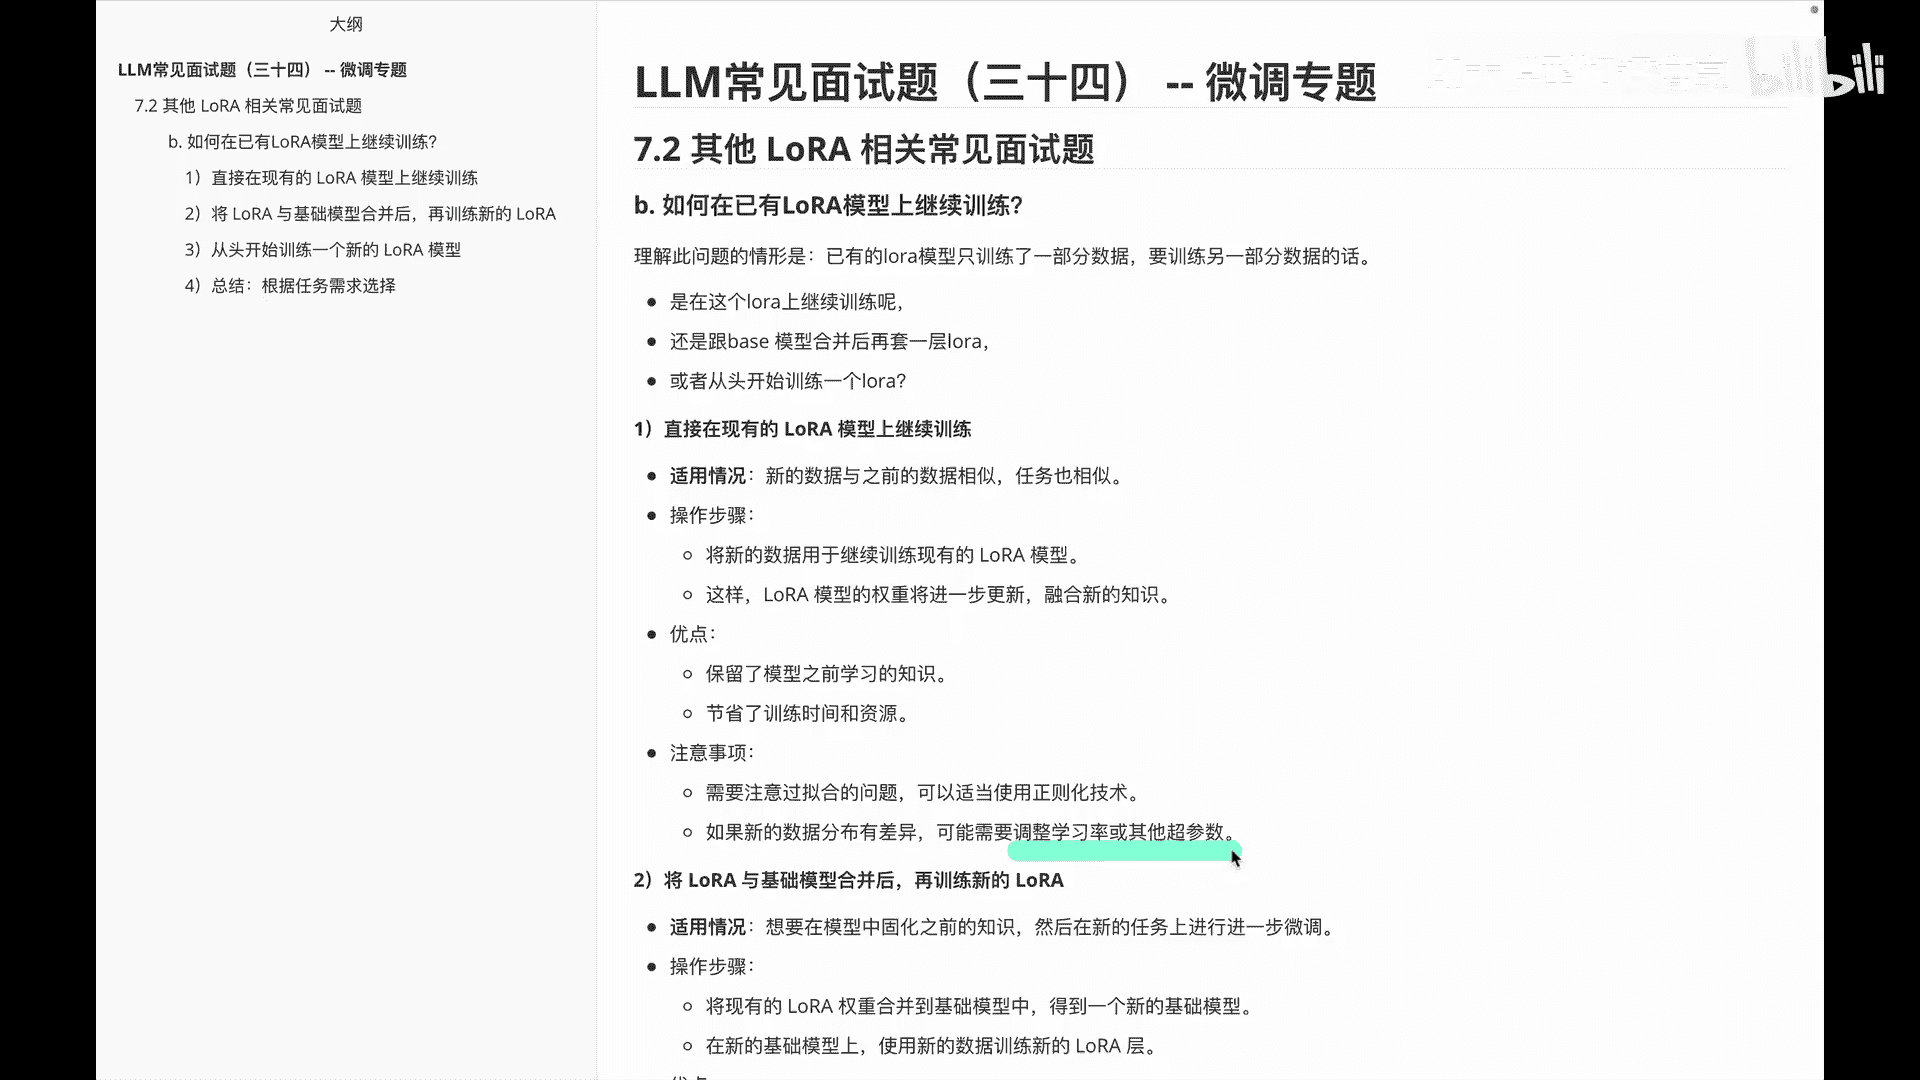 大纲
LLM常见面试题（三十四） -- 微调专题
7.2 其他 LoRA 相关常见面试题
b. 如何在已有LoRA模型上继续训练？
1）直接在现有的 LoRA 模型上继续训练
2）将 LoRA 与基础模型合并后，再训练新的 LoRA
3）从头开始训练一个新的 LoRA 模型
4）总结：根据任务需求选择
LLM常见面试题（三十四） -- 微调专题
bilibili
7.2 其他 LoRA 相关常见面试题
b. 如何在已有LoRA模型上继续训练？
理解此问题的情形是：已有的lora模型只训练了一部分数据，要训练另一部分数据的话。
是在这个lora上继续训练呢，
还是跟base 模型合并后再套一层lora，
或者从头开始训练一个lora？
1）直接在现有的 LoRA 模型上继续训练
适用情况：新的数据与之前的数据相似，任务也相似。
操作步骤：
将新的数据用于继续训练现有的 LoRA 模型。
这样，LoRA 模型的权重将进一步更新，融合新的知识。
优点：
保留了模型之前学习的知识。
节省了训练时间和资源。
注意事项：
需要注意过拟合的问题，可以适当使用正则化技术。
如果新的数据分布有差异，可能需要调整学习率或其他超参数。
2）将 LoRA 与基础模型合并后，再训练新的 LoRA
适用情况：想要在模型中固化之前的知识，然后在新的任务上进行进一步微调。
操作步骤：
将现有的 LoRA 权重合并到基础模型中，得到一个新的基础模型。
在新的基础模型上，使用新的数据训练新的 LoRA 层。